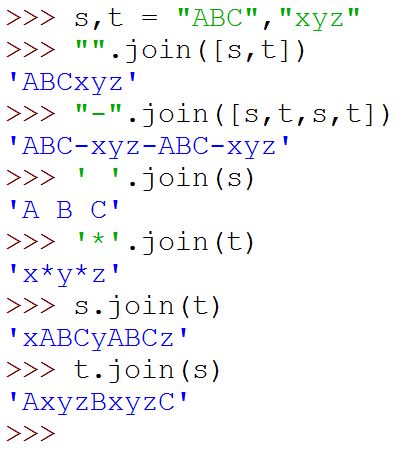 >>> s,t = "ABC","xyz"
>>> "".join([s,t])
'ABCxyz'
>>> "-".join([s,t,s,t])
'ABC-xyz-ABC-xyz'
>>> ' '.join(s)
'A B C'
>>> '*'.join(t)
'x*y*z'
>>> s.join(t)
'xABCyABCz'
>>> t.join(s)
'AxyzBxyzC'
>>>